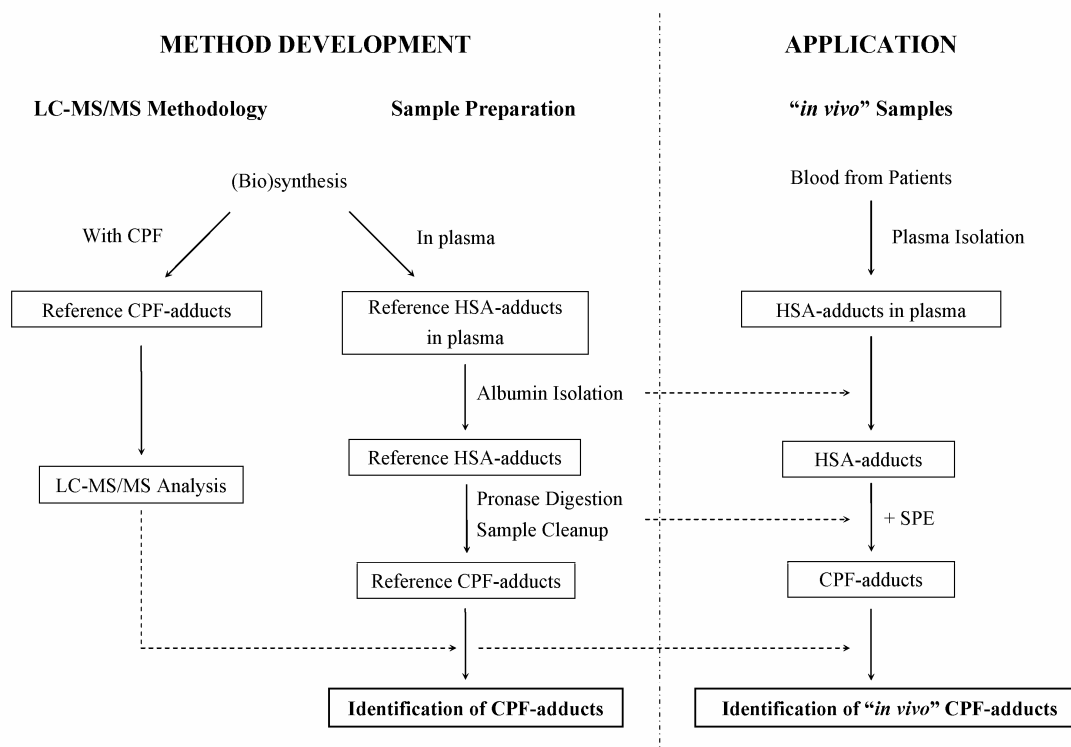 METHOD DEVELOPMENT
APPLICATION
LC-MS/MS Methodology
Sample Preparation
“in vivo” Samples
(Bio)synthesis
Blood from Patients
With CPF
In plasma
Plasma Isolation
Reference CPF-adducts
Reference HSA-adducts
in plasma
HSA-adducts in plasma
Albumin Isolation
Reference HSA-adducts
HSA-adducts
LC-MS/MS Analysis
Pronase Digestion
Sample Cleanup
+ SPE
Reference CPF-adducts
CPF-adducts
Identification of CPF-adducts
Identification of “in vivo” CPF-adducts